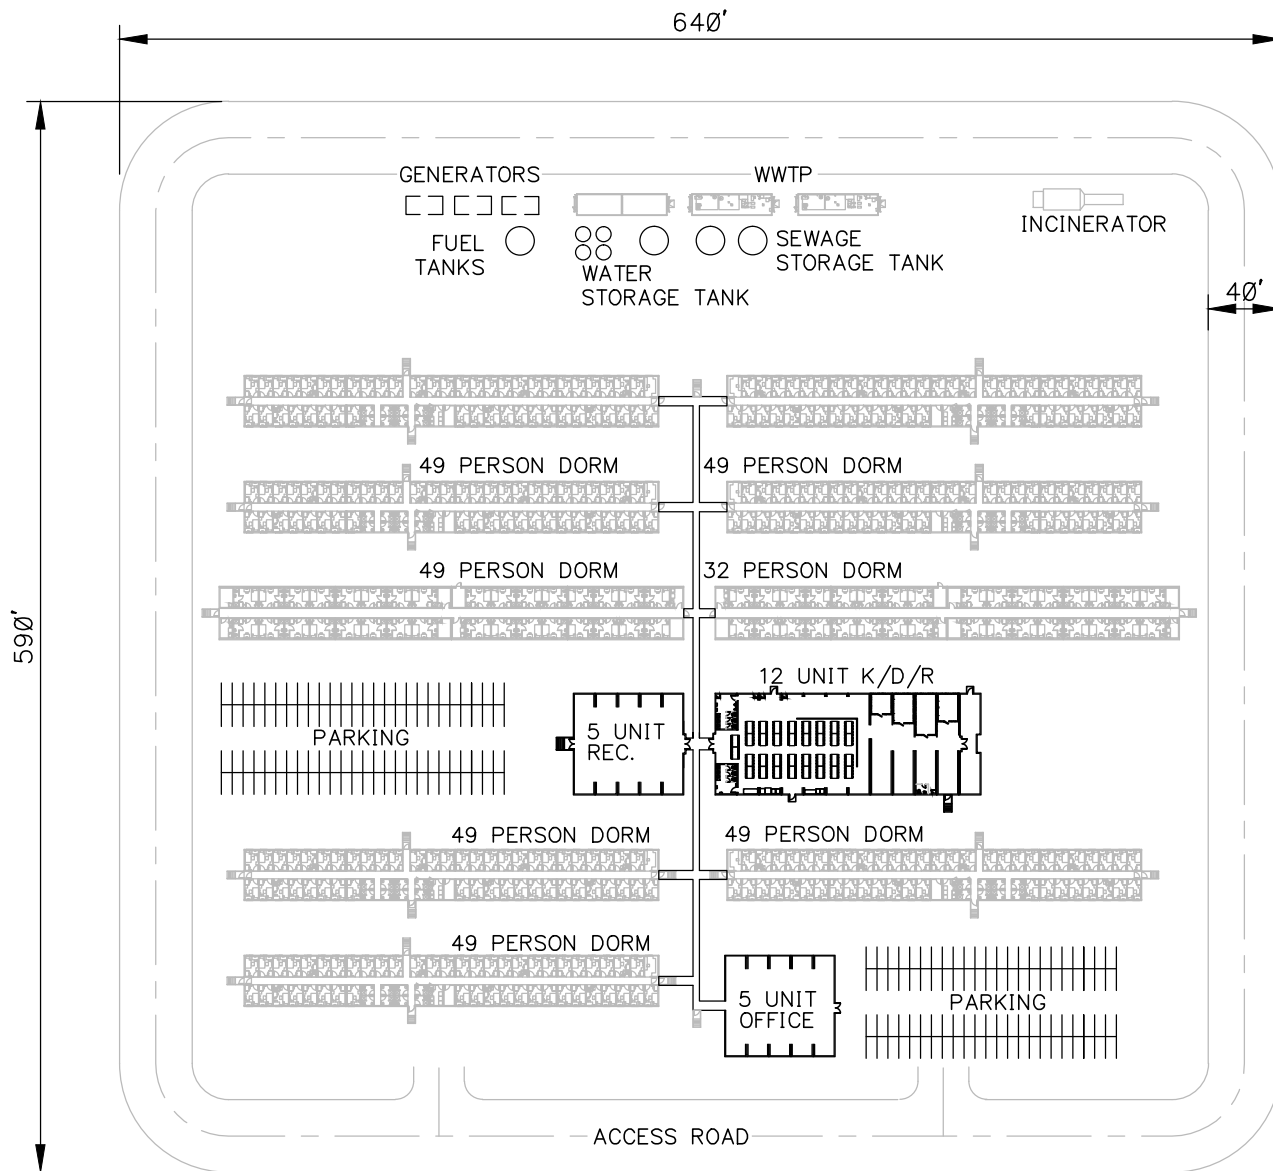 640'
GENERATORS
WWTP
INCINERATOR
FUEL
TANKS
SEWAGE
STORAGE TANK
WATER
STORAGE TANK
40'
49 PERSON DORM
49 PERSON DORM
49 PERSON DORM
32 PERSON DORM
590'
12 UNIT K/D/R
5 UNIT
REC.
PARKING
49 PERSON DORM
49 PERSON DORM
49 PERSON DORM
5 UNIT
OFFICE
PARKING
ACCESS ROAD